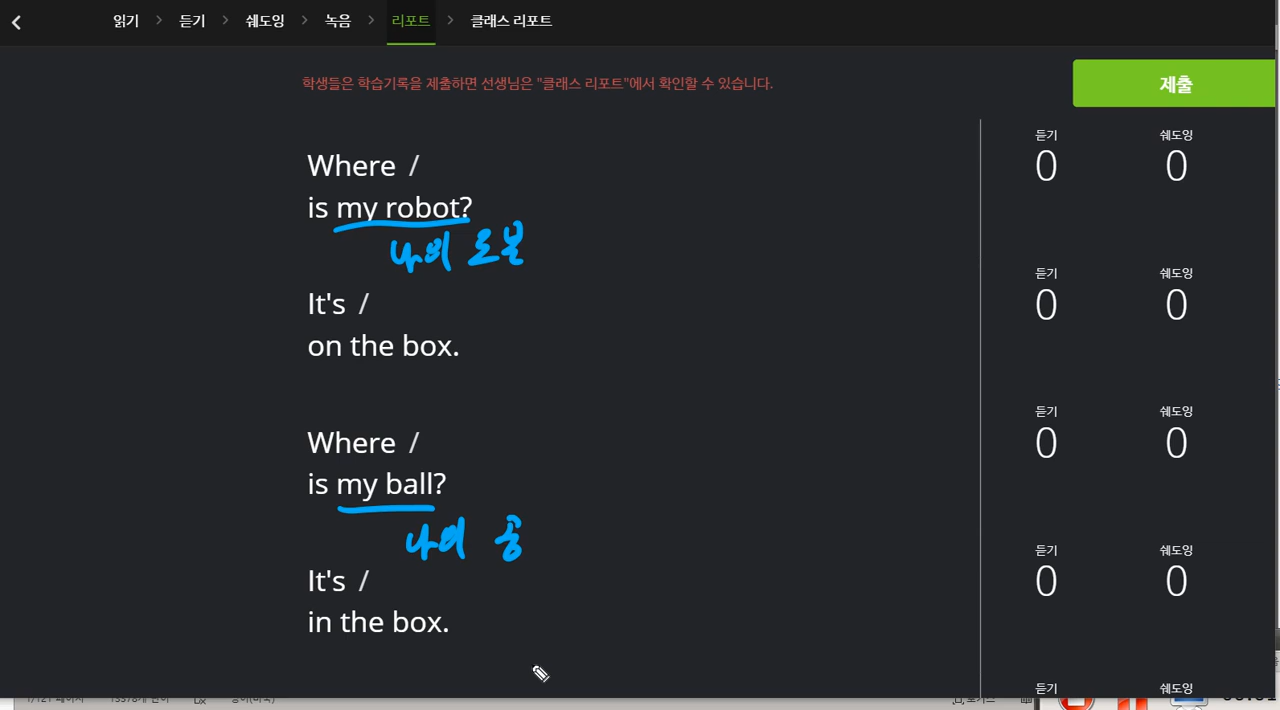 읽기 > 듣기 > 쉐도잉 > 녹음 > 리포트 > 클래스 리포트
학생들은 학습기록을 제출하면 선생님은 "클래스 리포트"에서 확인할 수 있습니다.
제출
Where /
is my robot?
나의 로봇
듣기 쉐도잉
0 0
It's /
on the box.
듣기 쉐도잉
0 0
Where /
is my ball?
나의 공
듣기 쉐도잉
0 0
It's /
in the box.
듣기 쉐도잉
0 0
듣기 쉐도잉